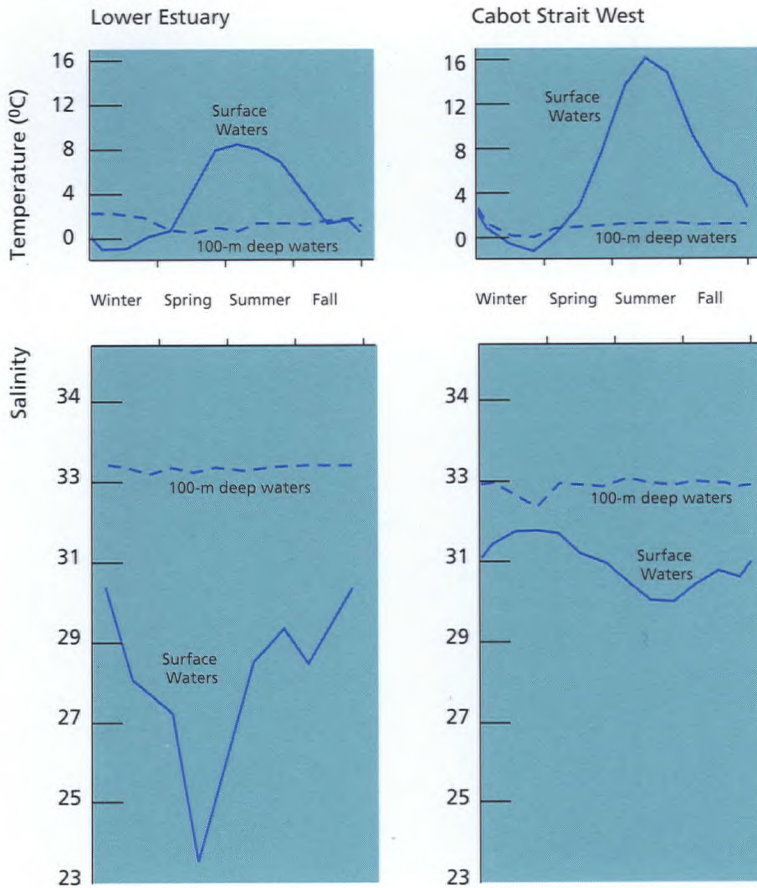 Lower Estuary
Cabot Strait West
Temperature (⁰C)
16
12
8
4
0
Surface
Waters
100-m deep waters
Winter Spring Summer Fall
16
12
8
4
0
Surface
Waters
100-m deep waters
Winter Spring Summer Fall
Salinity
34
33
31
29
27
25
23
100-m deep waters
Surface
Waters
34
33
31
29
27
25
23
100-m deep waters
Surface
Waters